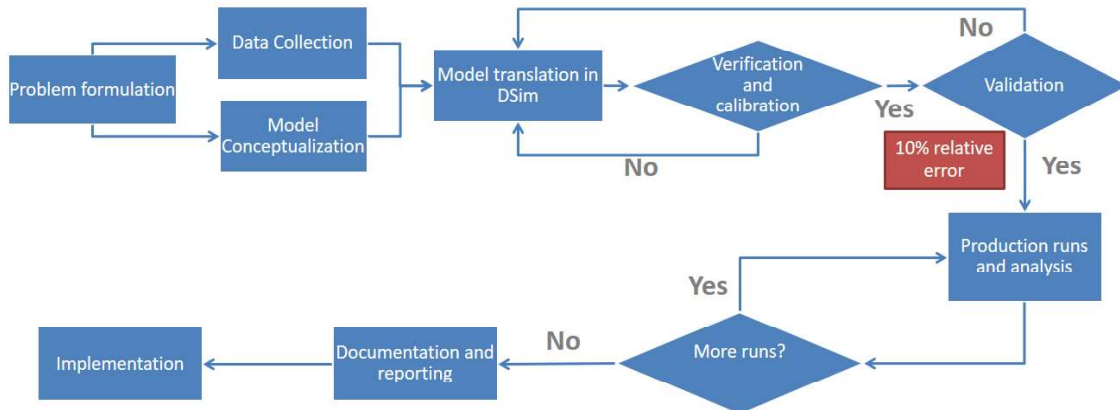 Problem formulation
Data Collection
Model
Conceptualization
Model translation in
DSim
Verification
and
calibration
No
Yes
No
Validation
10% relative
error
Yes
Production runs
and analysis
Yes
More runs?
No
Documentation and
reporting
Implementation